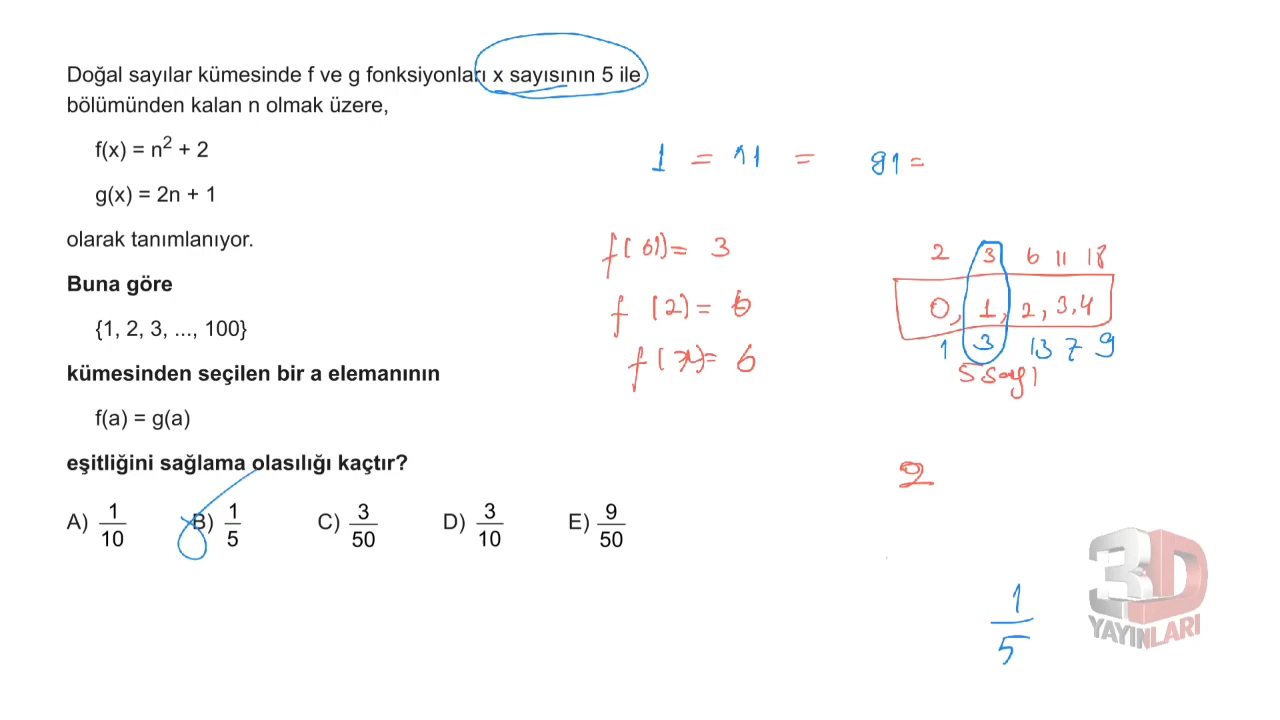 Doğal sayılar kümesinde f ve g fonksiyonları x sayısının 5 ile
bölümünden kalan n olmak üzere,
f(x) = n² + 2
g(x) = 2n + 1
olarak tanımlanıyor.
Buna göre
{1, 2, 3, ..., 100}
kümesinden seçilen bir a elemanının
f(a) = g(a)
eşitliğini sağlama olasılığı kaçtır?
A) 1/10 B) 1/5 C) 3/50 D) 3/10 E) 9/50
1 = 11 = 91 =
f(61) = 3
f(2) = 6
2 3 6 11 18
0, 1, 2, 3, 4
1 3 13 7 9
5 sayı
2
1/5
3D
YAYINLARI